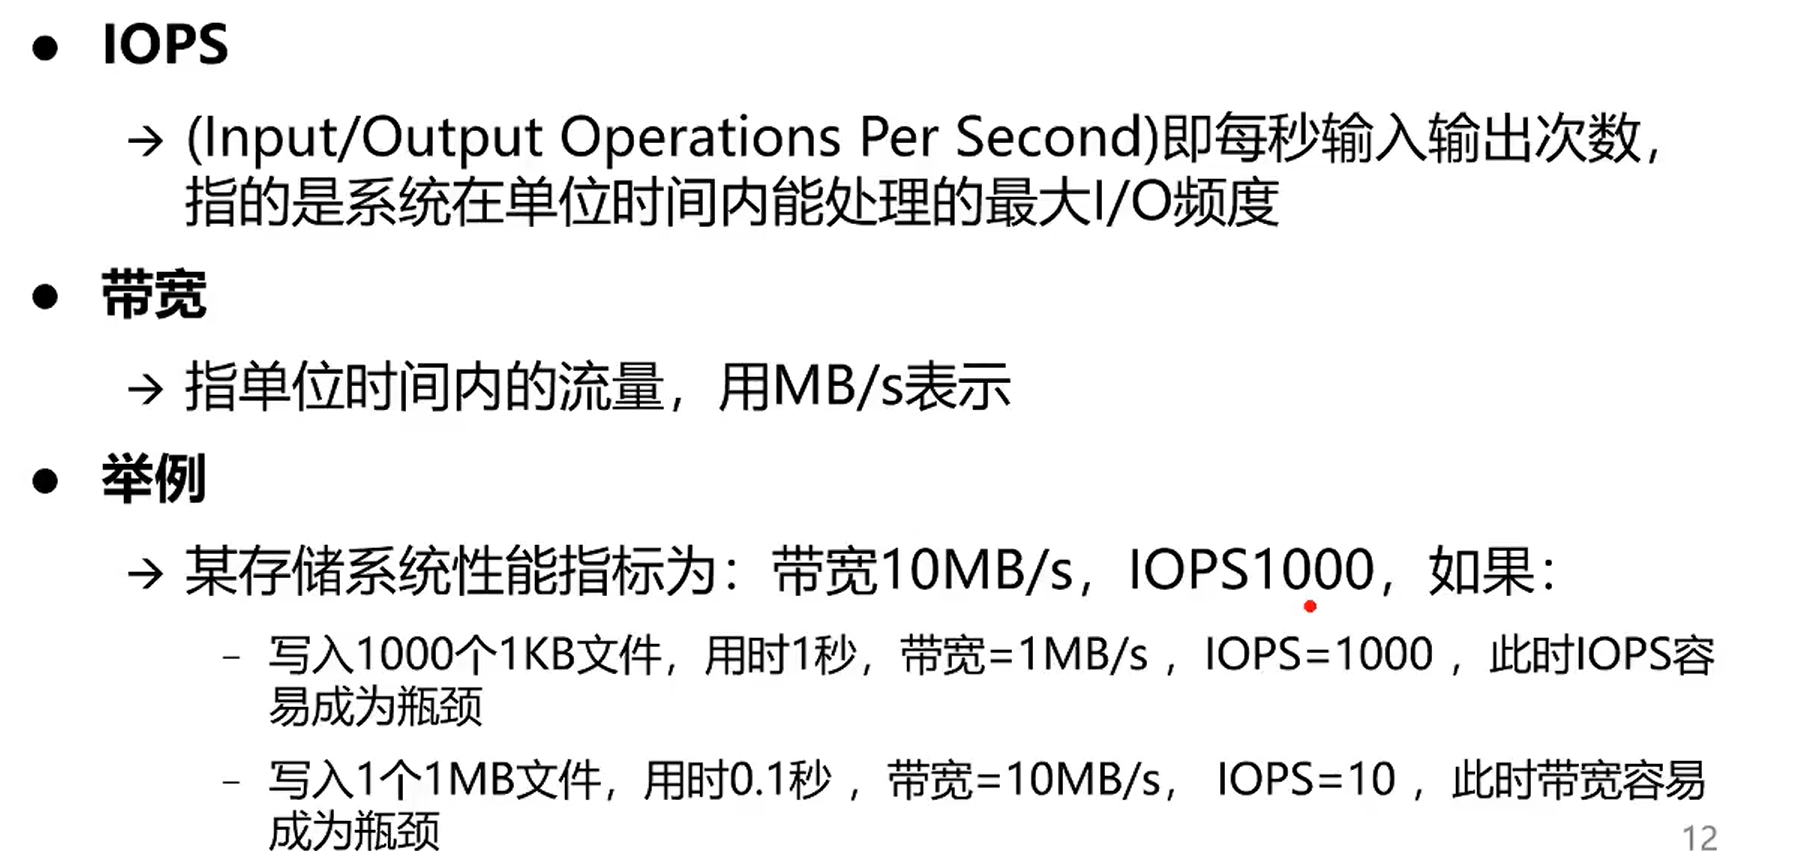 ● IOPS
→ (Input/Output Operations Per Second)即每秒输入输出次数，
指的是系统在单位时间内能处理的最大I/O频度
● 带宽
→ 指单位时间内的流量，用MB/s表示
● 举例
→ 某存储系统性能指标为：带宽10MB/s，IOPS1000，如果：
– 写入1000个1KB文件，用时1秒，带宽=1MB/s ，IOPS=1000 ，此时IOPS容
易成为瓶颈
– 写入1个1MB文件，用时0.1秒 ，带宽=10MB/s， IOPS=10 ，此时带宽容易
成为瓶颈
12